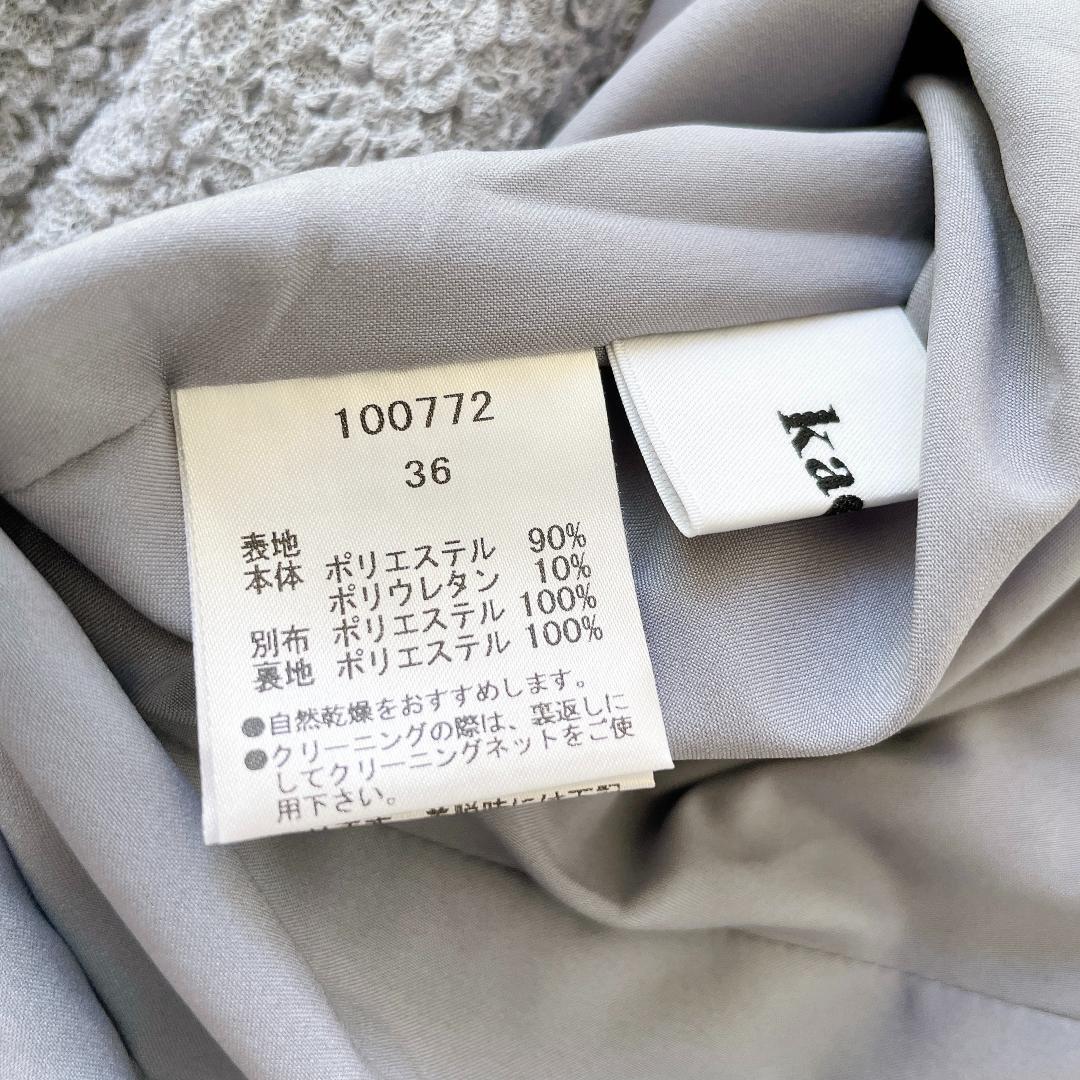 100772
36
表地
本体 ポリエステル 90%
ポリウレタン 10%
別布 ポリエステル 100%
裏地 ポリエステル 100%
●自然乾燥をおすすめします。
●クリーニングの際は、裏返しに
してクリーニングネットをご使
用下さい。